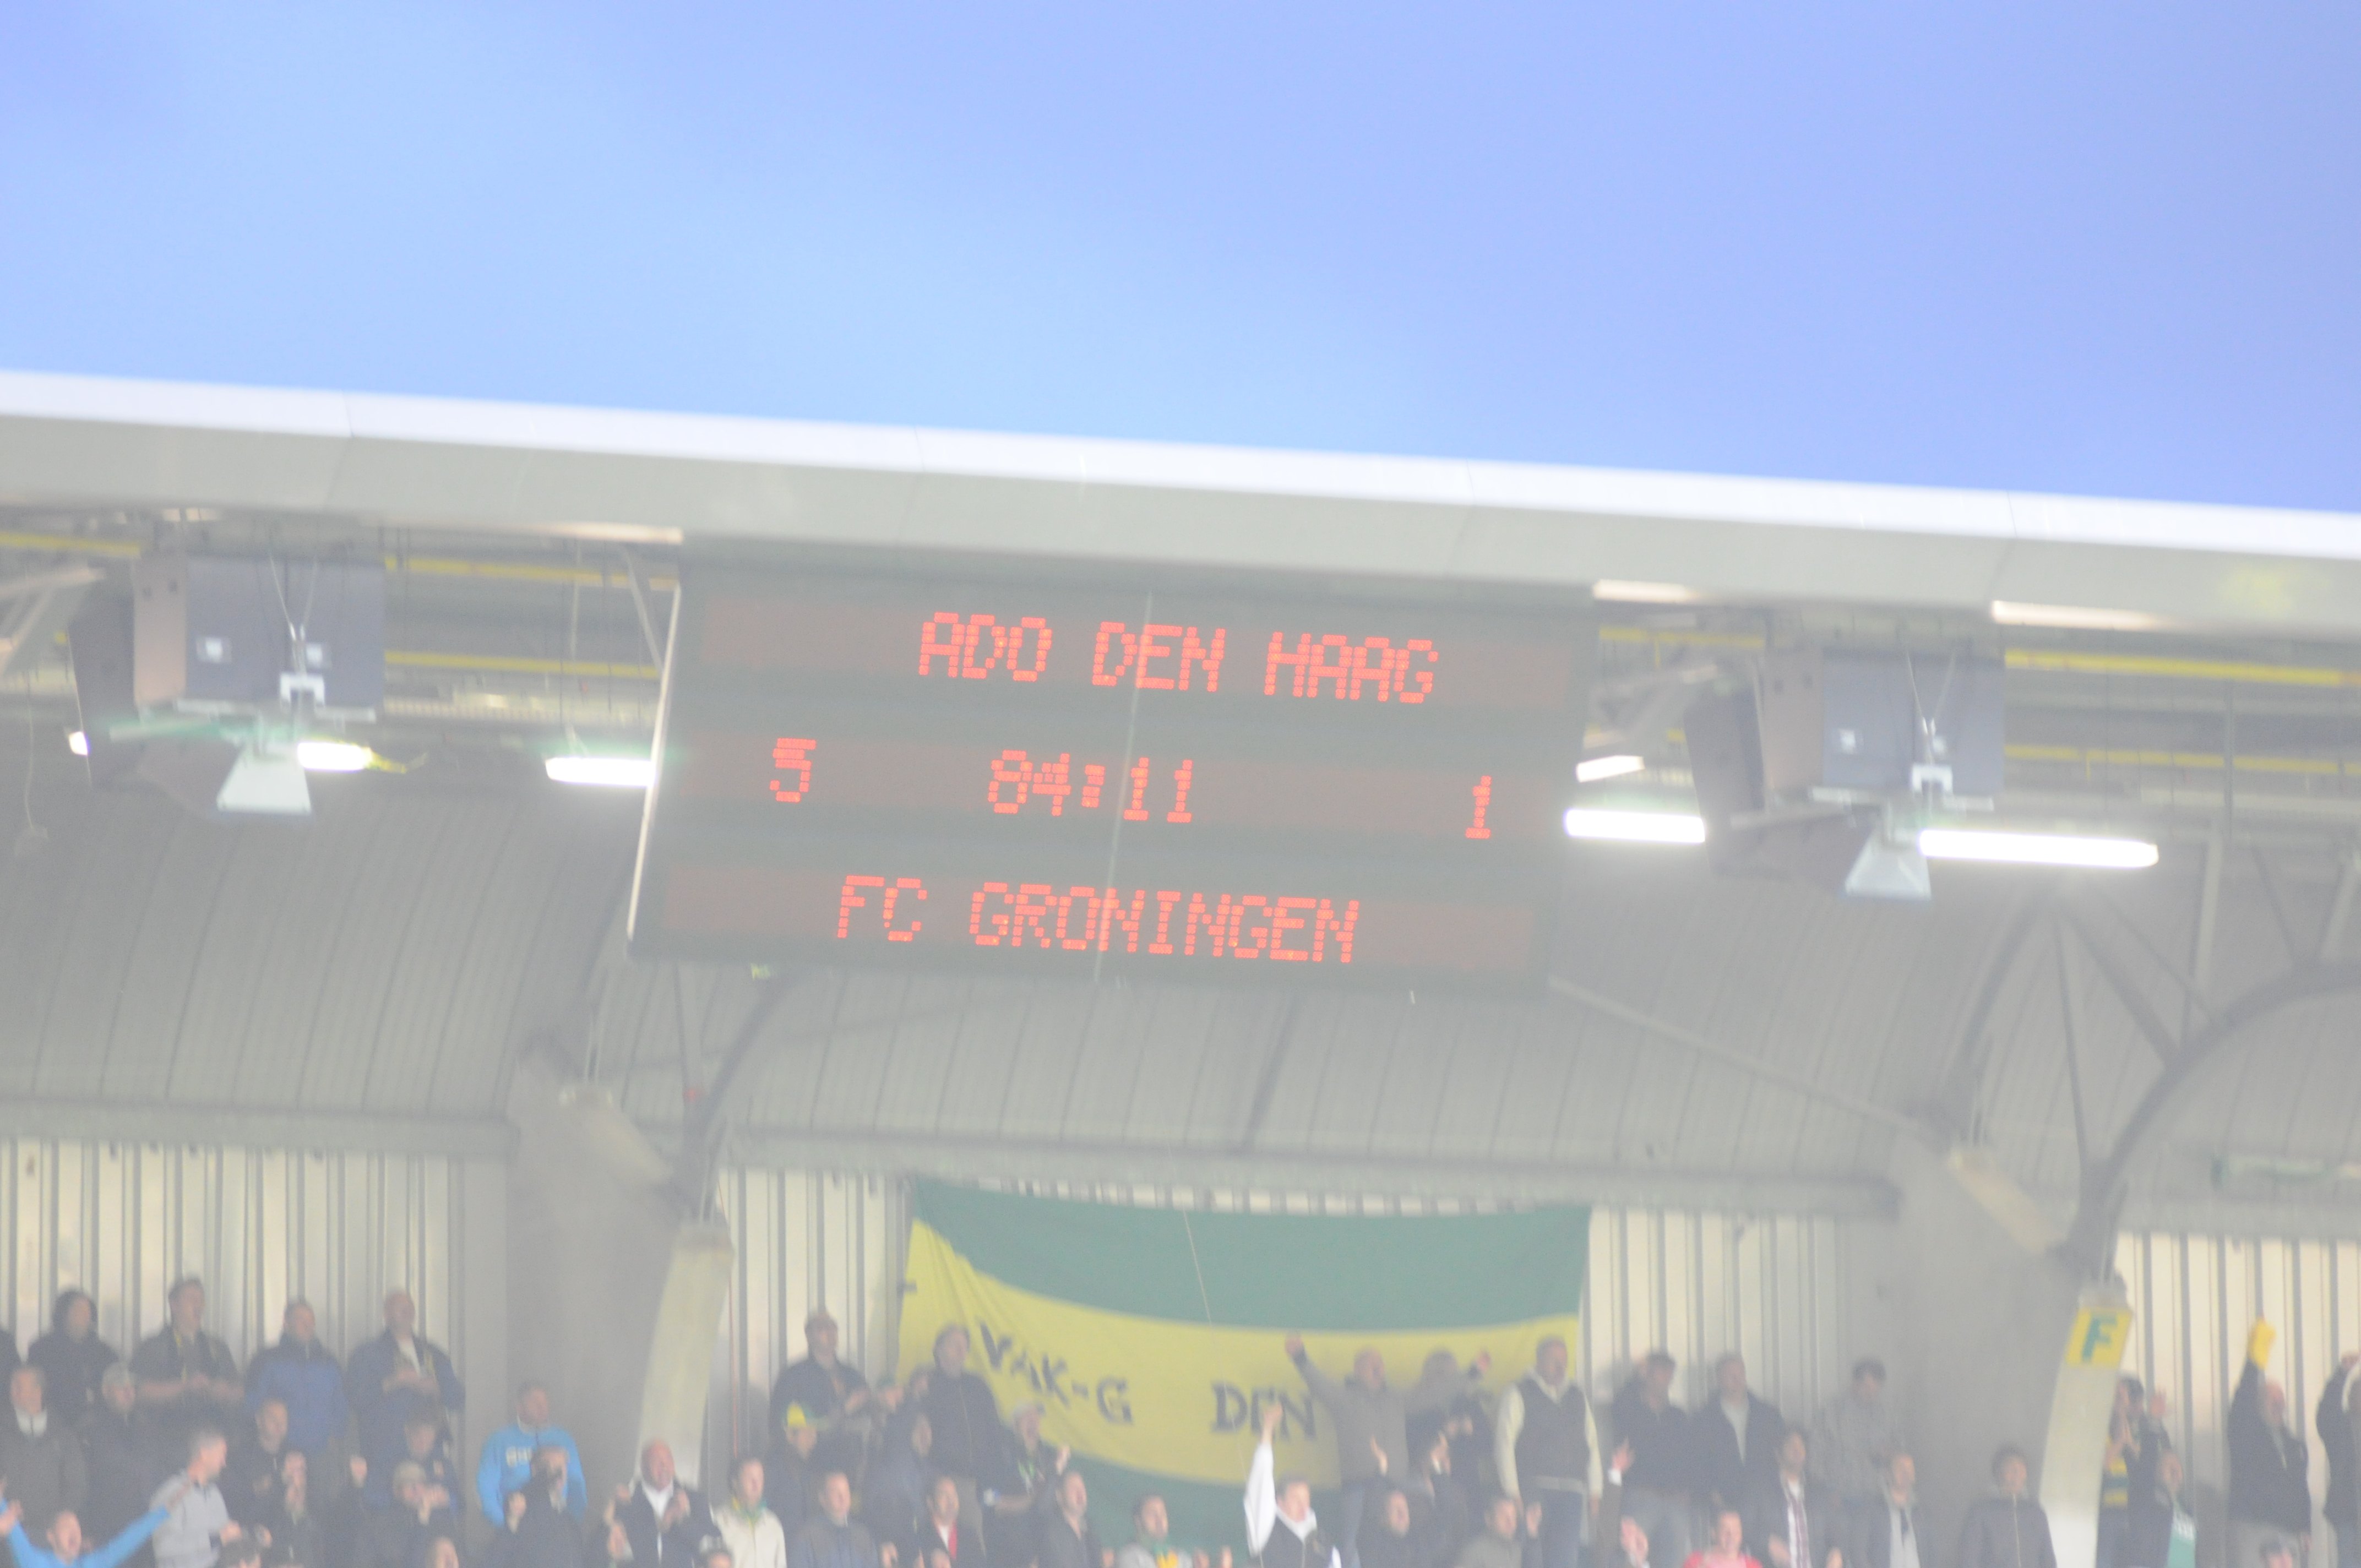 ADO DEN HAAG
5 84:11 1
FC GRONINGEN
VAK-G DEN
F